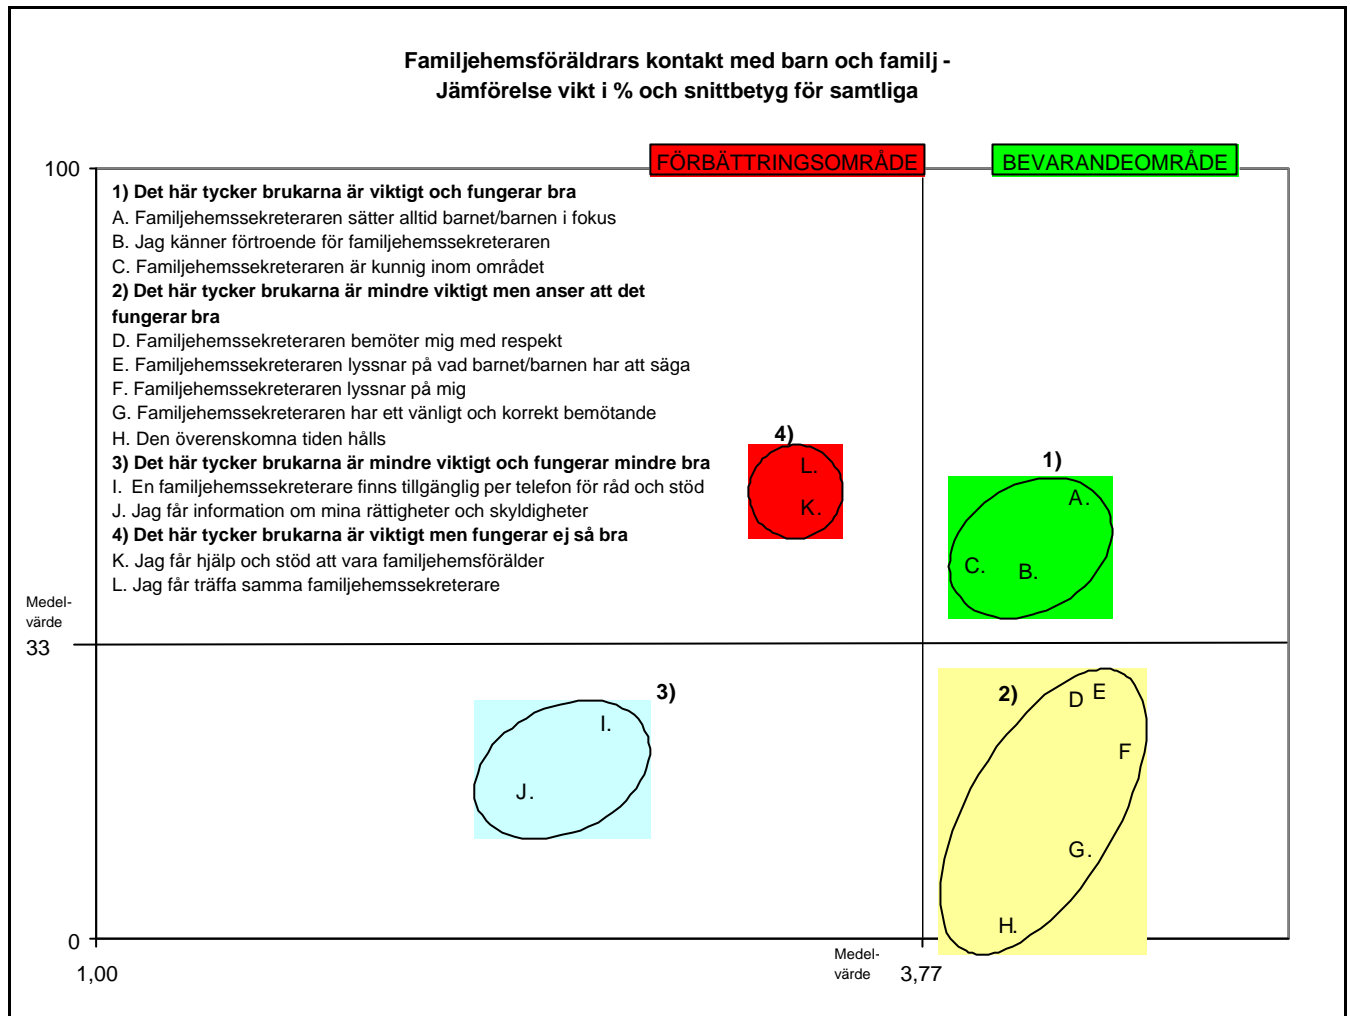 Familjehemsföräldrars kontakt med barn och familj -
Jämförelse vikt i % och snittbetyg för samtliga
100
FÖRBÄTTRINGSOMRÅDE
BEVARANDEOMRÅDE
1) Det här tycker brukarna är viktigt och fungerar bra
A. Familjehemssekreteraren sätter alltid barnet/barnen i fokus
B. Jag känner förtroende för familjehemssekreteraren
C. Familjehemssekreteraren är kunnig inom området
2) Det här tycker brukarna är mindre viktigt men anser att det
fungerar bra
D. Familjehemssekreteraren bemöter mig med respekt
E. Familjehemssekreteraren lyssnar på vad barnet/barnen har att säga
F. Familjehemssekreteraren lyssnar på mig
G. Familjehemssekreteraren har ett vänligt och korrekt bemötande
H. Den överenskomna tiden hålls
3) Det här tycker brukarna är mindre viktigt och fungerar mindre bra
I. En familjehemssekreterare finns tillgänglig per telefon för råd och stöd
J. Jag får information om mina rättigheter och skyldigheter
4) Det här tycker brukarna är viktigt men fungerar ej så bra
K. Jag får hjälp och stöd att vara familjehemsförälder
L. Jag får träffa samma familjehemssekreterare
4)
L.
K.
1)
A.
C.
B.
Medel-
värde
33
3)
I.
J.
2)
D
E
F
G.
H.
0
1,00
Medel-
värde
3,77